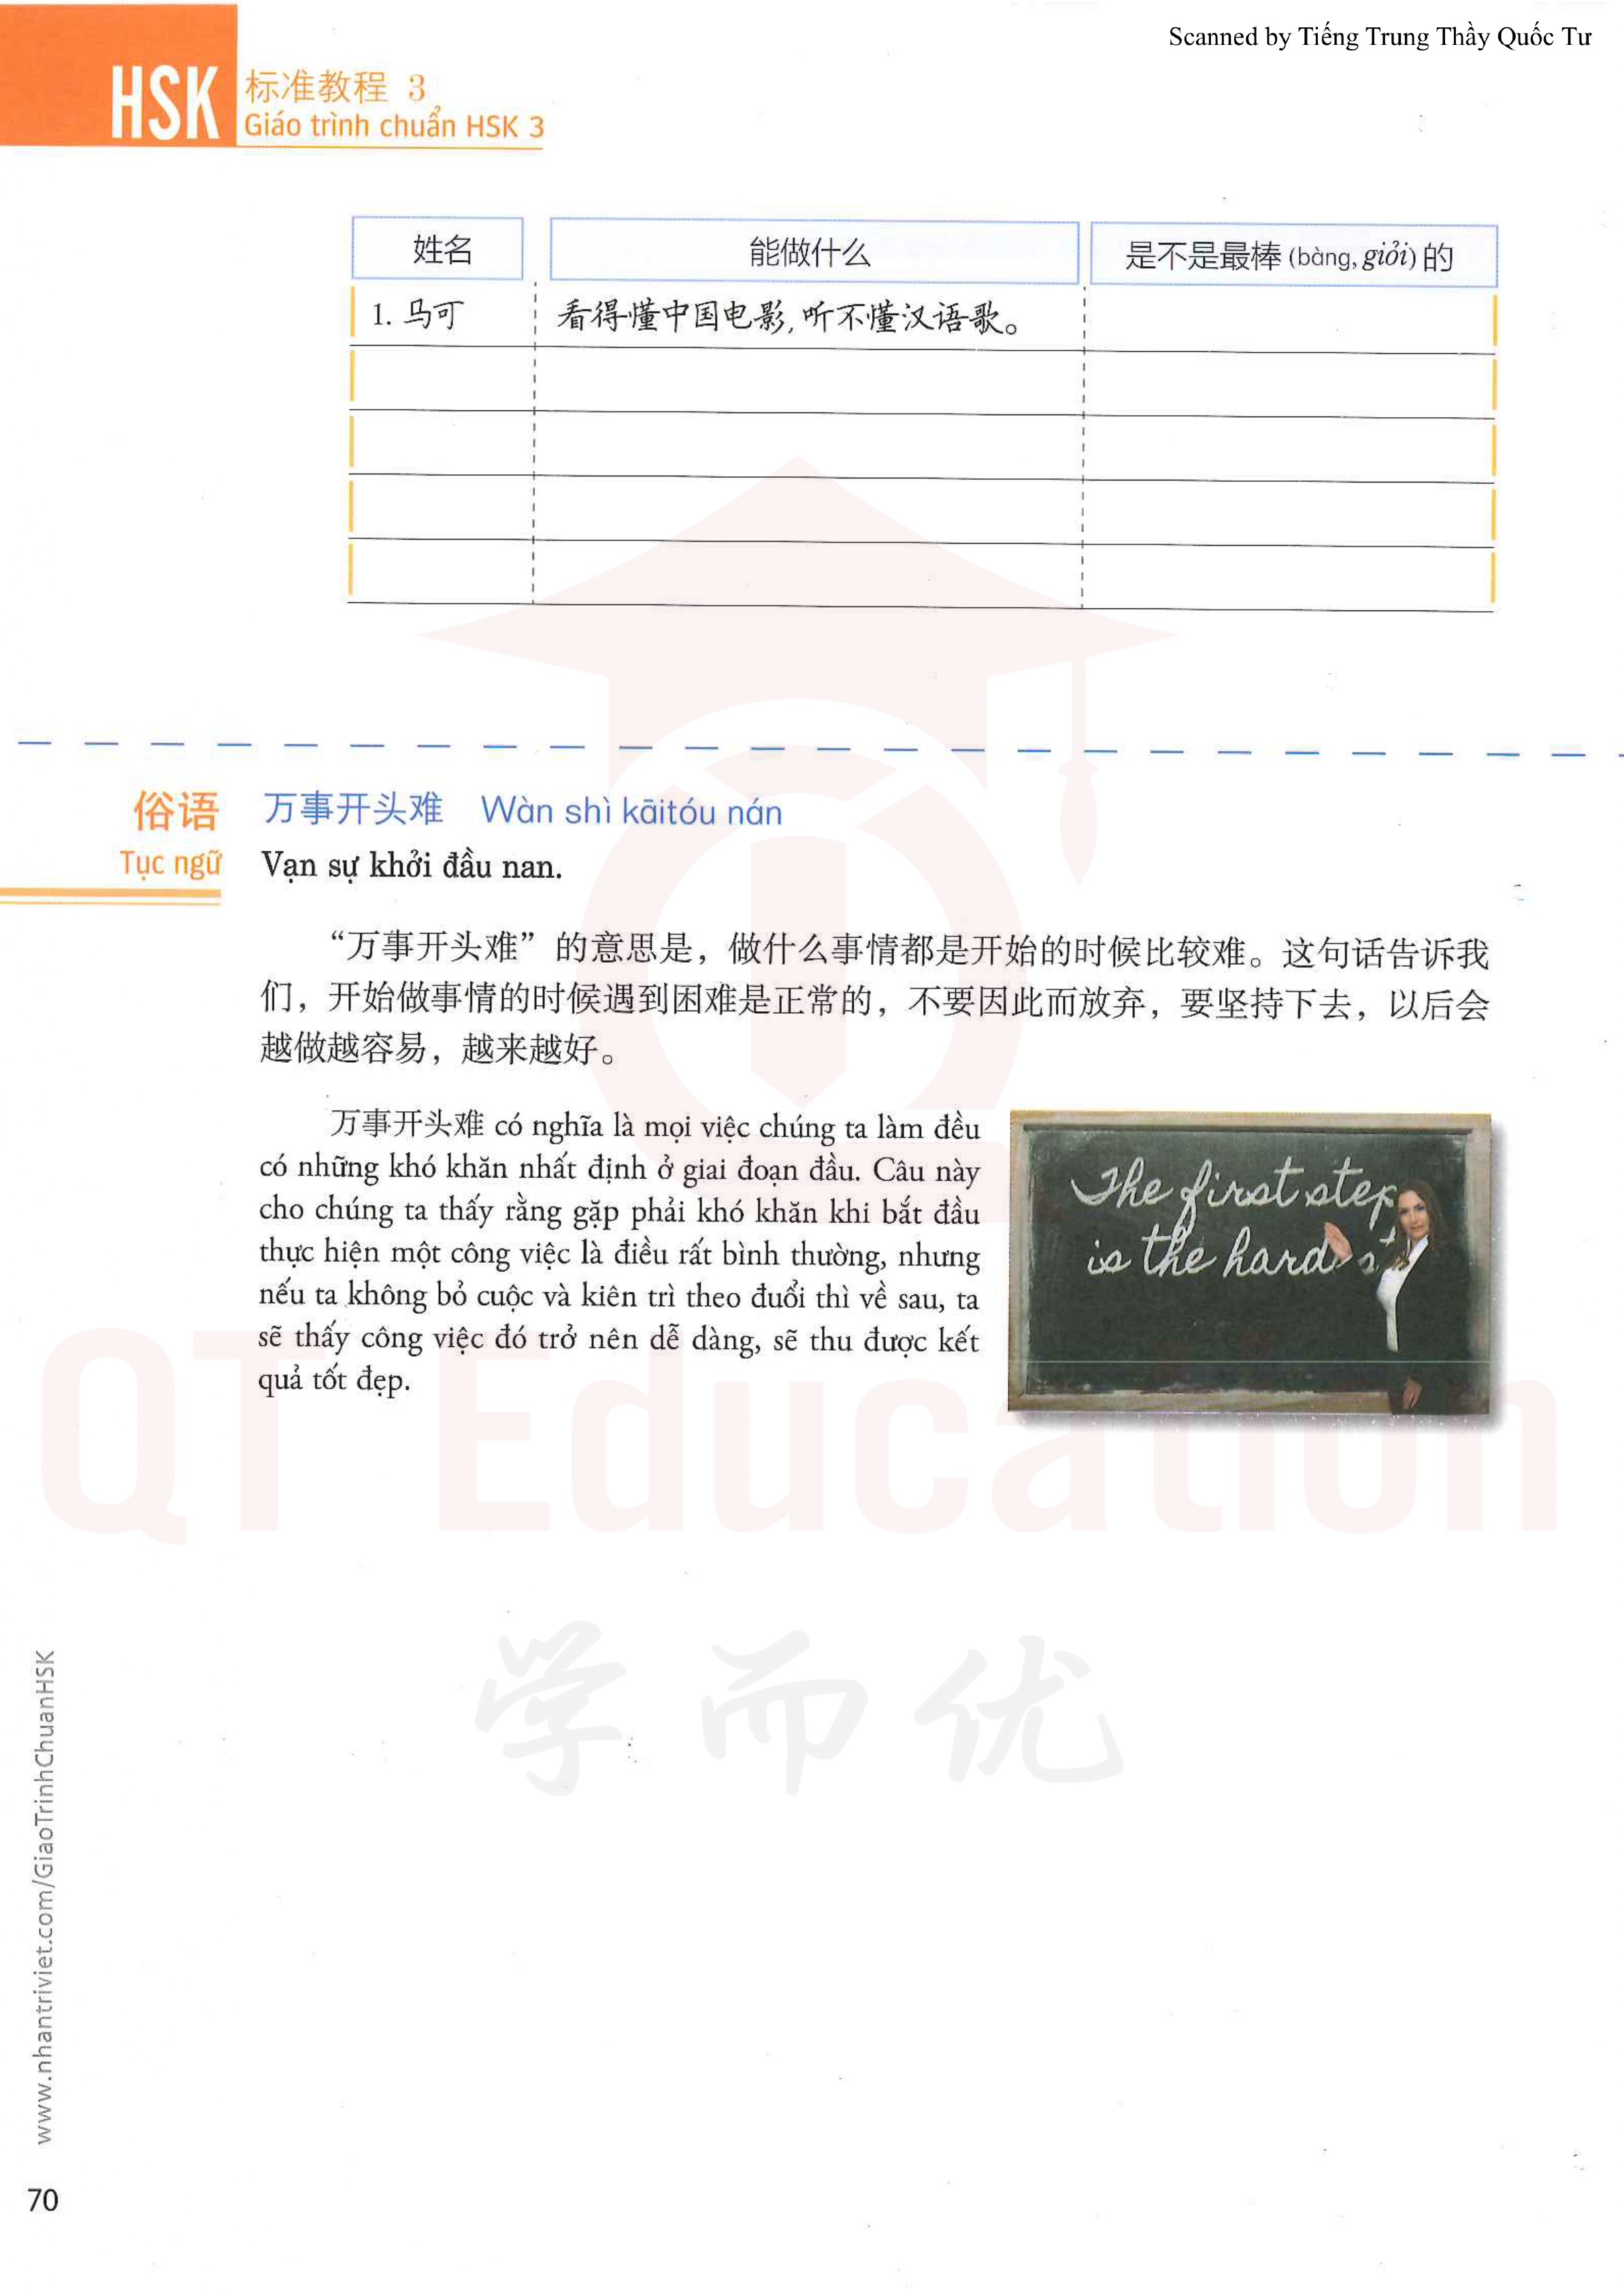 Scanned by Tiếng Trung Thầy Quốc Tư
HSK
标准教程 3
Giáo trình chuẩn HSK 3
姓名
能做什么
是不是最棒 (bàng, giỏi) 的
1. 马可
看得懂中国电影, 听不懂汉语歌。
俗语
Tục ngữ
万事开头难 Wàn shì kāitóu nán
Vạn sự khởi đầu nan.
“万事开头难”的意思是，做什么事情都是开始的时候比较难。这句话告诉我
们，开始做事情的时候遇到困难是正常的，不要因此而放弃，要坚持下去，以后会
越做越容易，越来越好。
万事开头难 có nghĩa là mọi việc chúng ta làm đều
có những khó khăn nhất định ở giai đoạn đầu. Câu này
cho chúng ta thấy rằng gặp phải khó khăn khi bắt đầu
thực hiện một công việc là điều rất bình thường, nhưng
nếu ta không bỏ cuộc và kiên trì theo đuổi thì về sau, ta
sẽ thấy công việc đó trở nên dễ dàng, sẽ thu được kết
quả tốt đẹp.
The first step
is the hardest
QT Education
学而优
www.nhantriviet.com/GiaoTrinhChuanHSK
70